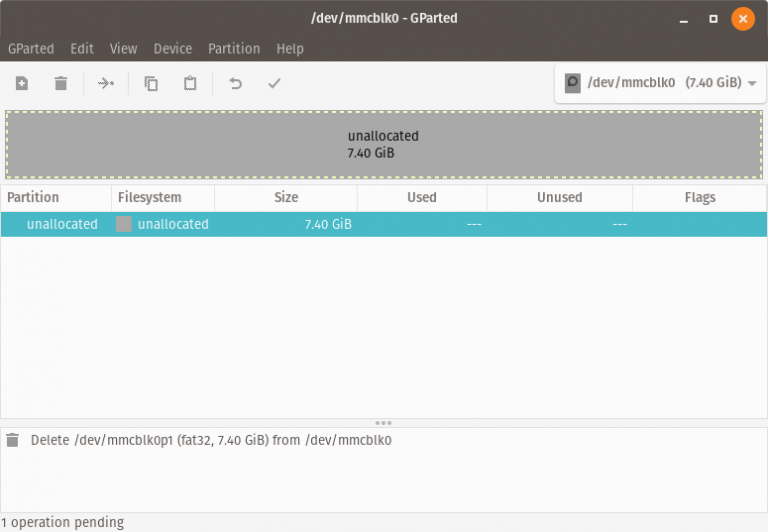 /dev/mmcblk0 - GParted
GParted Edit View Device Partition Help
/dev/mmcblk0 (7.40 GiB)
unallocated
7.40 GiB
Partition Filesystem Size Used Unused Flags
unallocated unallocated 7.40 GiB --- ---
Delete /dev/mmcblk0p1 (fat32, 7.40 GiB) from /dev/mmcblk0
1 operation pending